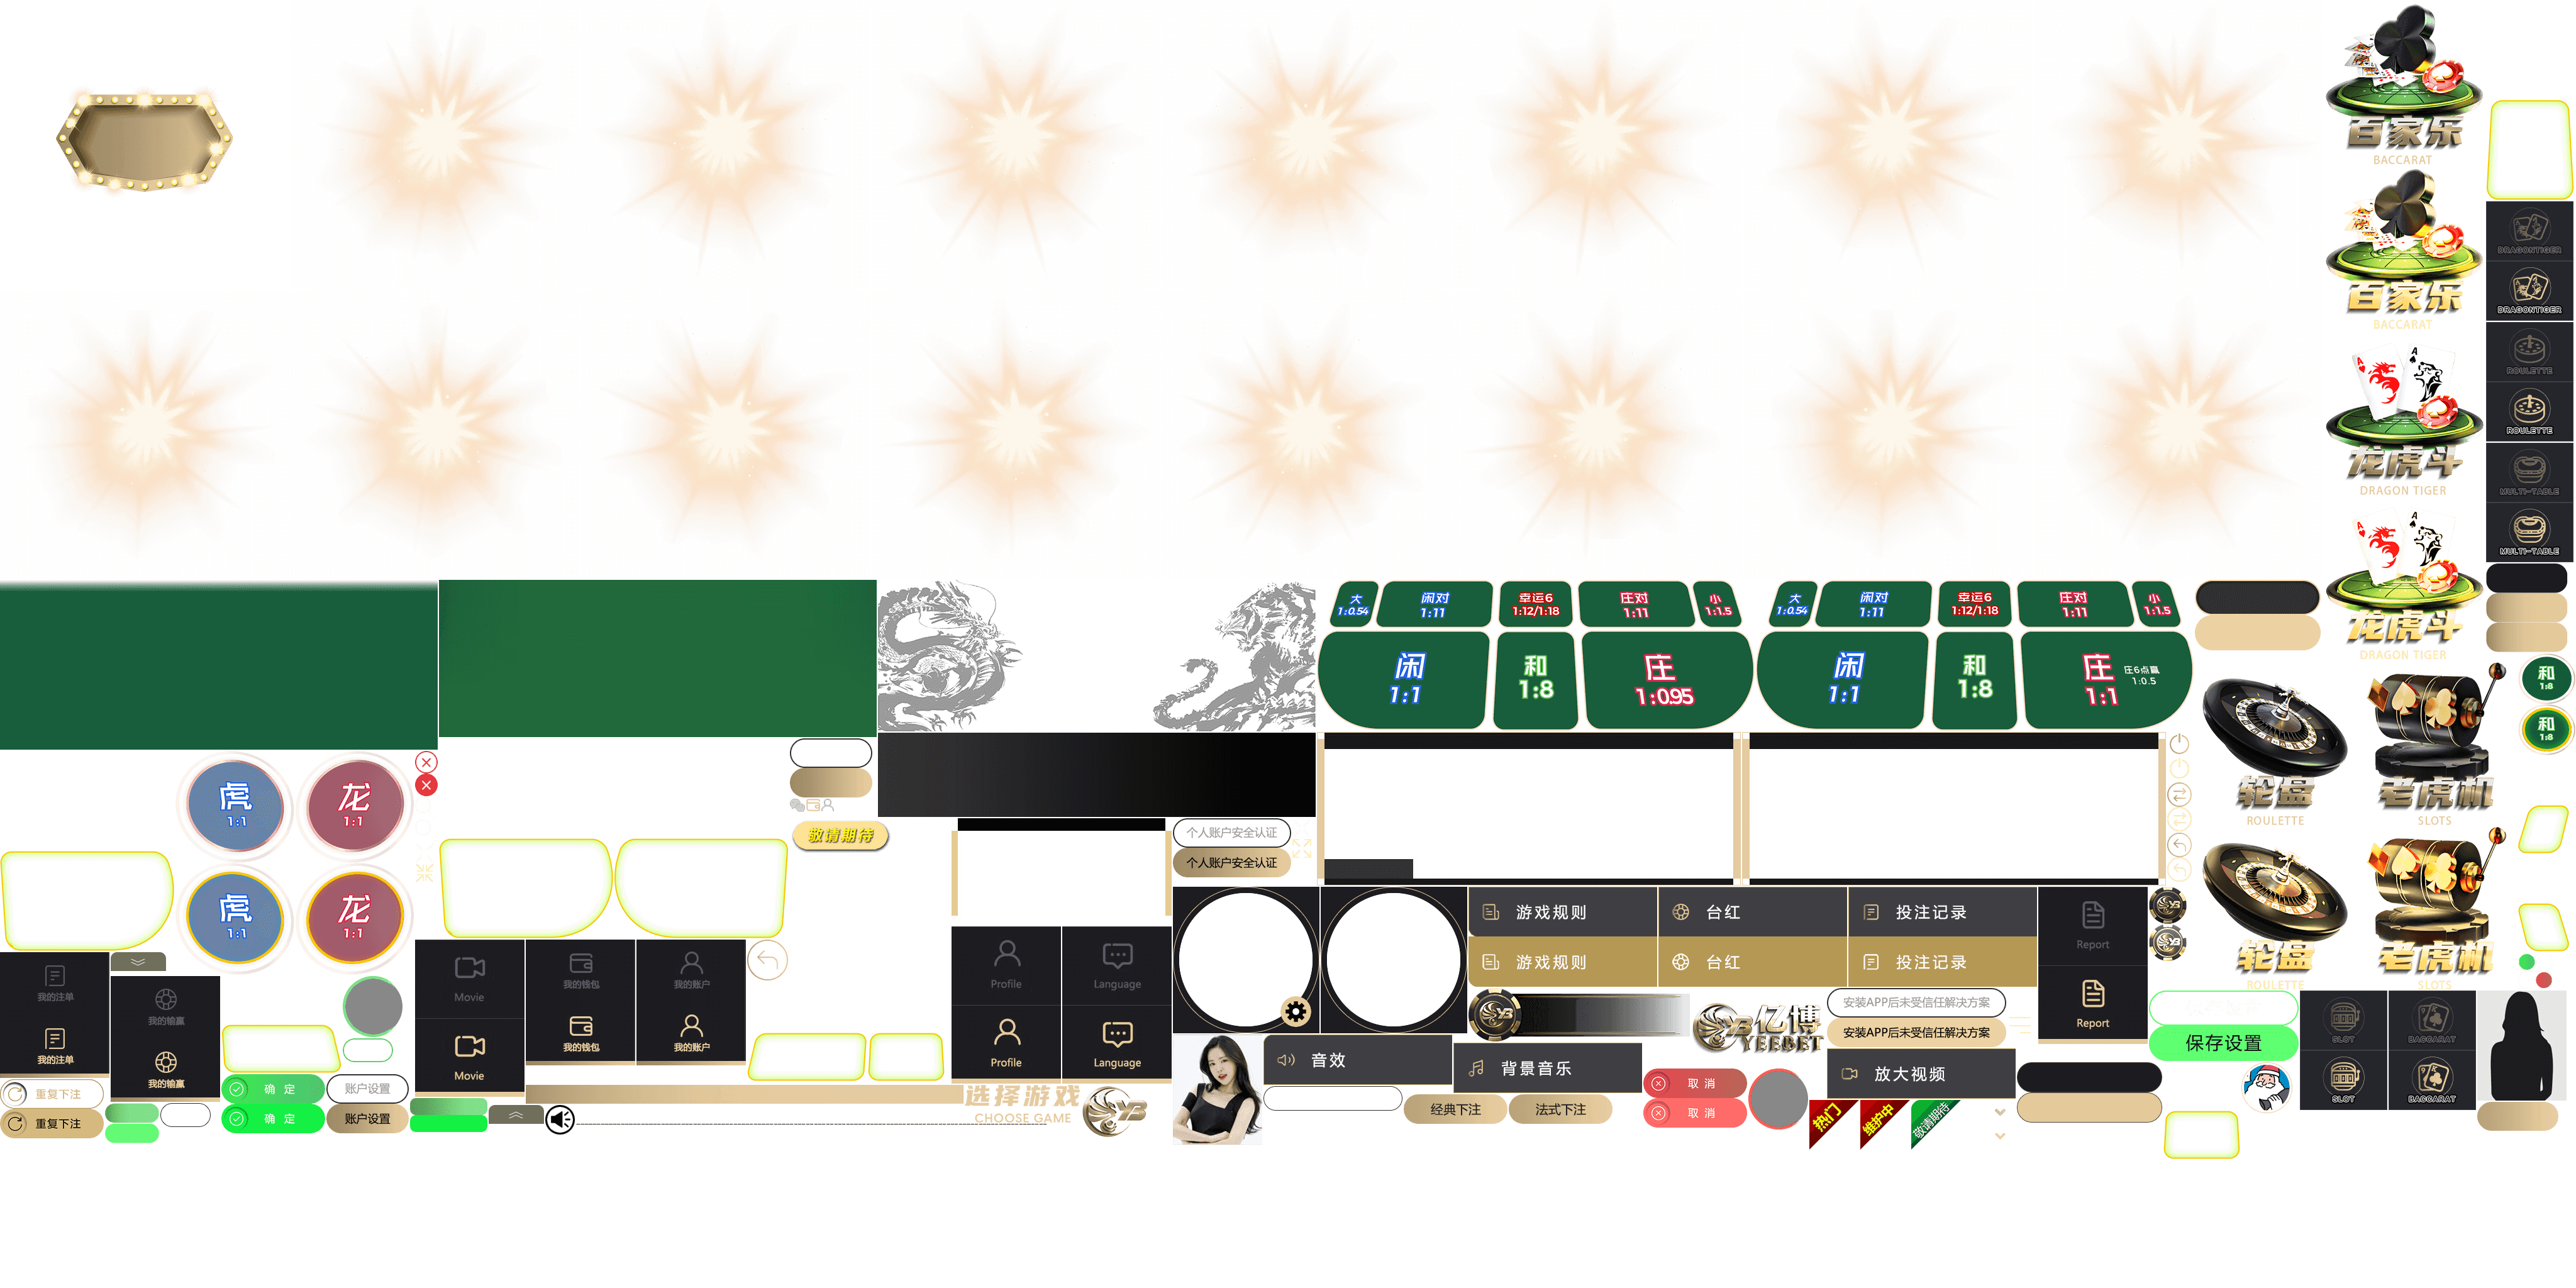 百家乐
BACCARAT
百家乐
BACCARAT
龙虎斗
DRAGON TIGER
龙虎斗
DRAGON TIGER
DRAGONTIGER
DRAGONTIGER
ROULETTE
ROULETTE
MULTI-TABLE
MULTI-TABLE
大
1:0.54
闲对
1:11
幸运6
1:12/1:18
庄对
1:11
小
1:1.5
闲
1:1
和
1:8
庄
1:0.95
大
1:0.54
闲对
1:11
幸运6
1:12/1:18
庄对
1:11
小
1:1.5
闲
1:1
和
1:8
庄
1:1
庄6点赢
1:0.5
和
1:8
和
1:8
轮盘
ROULETTE
老虎机
SLOTS
轮盘
ROULETTE
老虎机
SLOTS
虎
1:1
龙
1:1
虎
1:1
龙
1:1
敬请期待
个人账户安全认证
个人账户安全认证
游戏规则
台红
投注记录
游戏规则
台红
投注记录
Report
Report
我的注单
我的注单
我的输赢
我的输赢
Movie
Movie
我的钱包
我的钱包
我的账户
我的账户
Profile
Profile
Language
Language
YB
亿博
YEEBET
安装APP后未受信任解决方案
安装APP后未受信任解决方案
保存设置
SLOT
SLOT
BACCARAT
BACCARAT
音效
背景音乐
放大视频
重复下注
重复下注
确 定
确 定
账户设置
账户设置
选择游戏
CHOOSE GAME
YB
经典下注
法式下注
取 消
取 消
热门
维护中
敬请期待